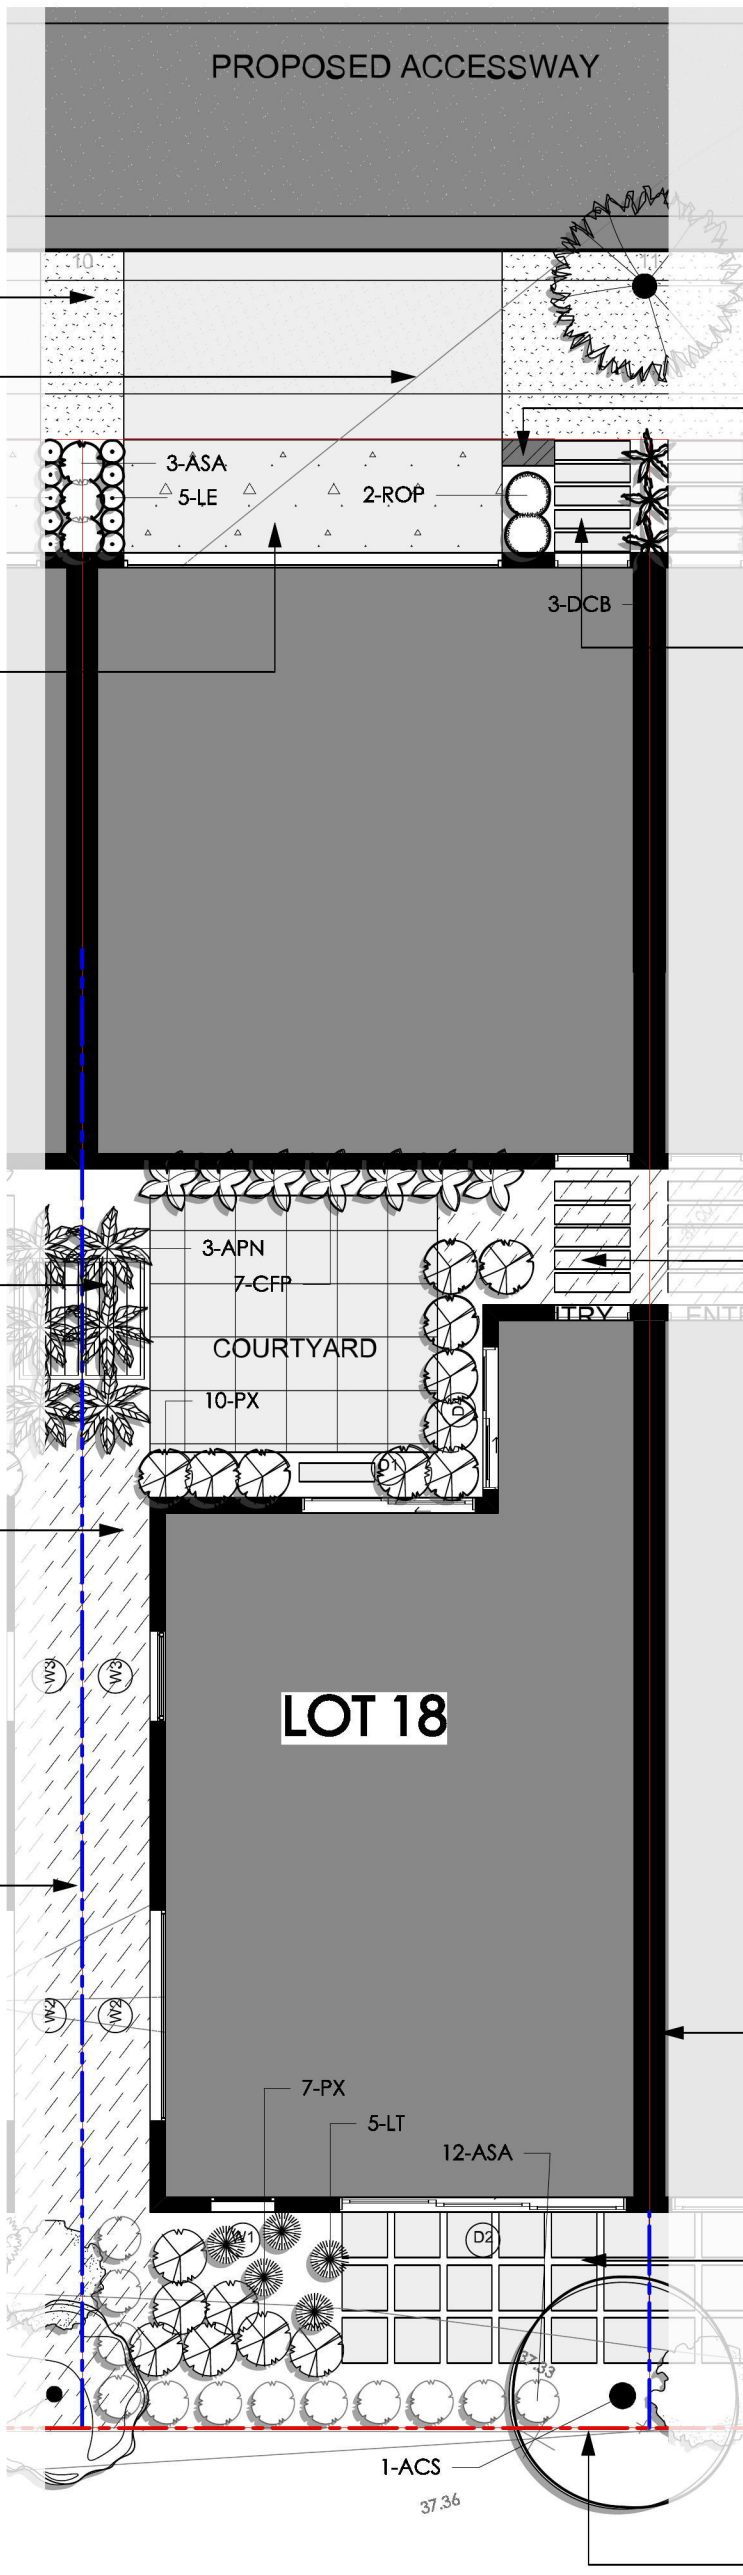 PROPOSED ACCESSWAY
10
11
3-ASA
5-LE
2-ROP
3-DCB
3-APN
7-CFP
TRY
ENT
COURTYARD
10-PX
D1
W3
W3
LOT 18
W2
W2
7-PX
5-LT
12-ASA
W1
D2
37.33
1-ACS
37.36